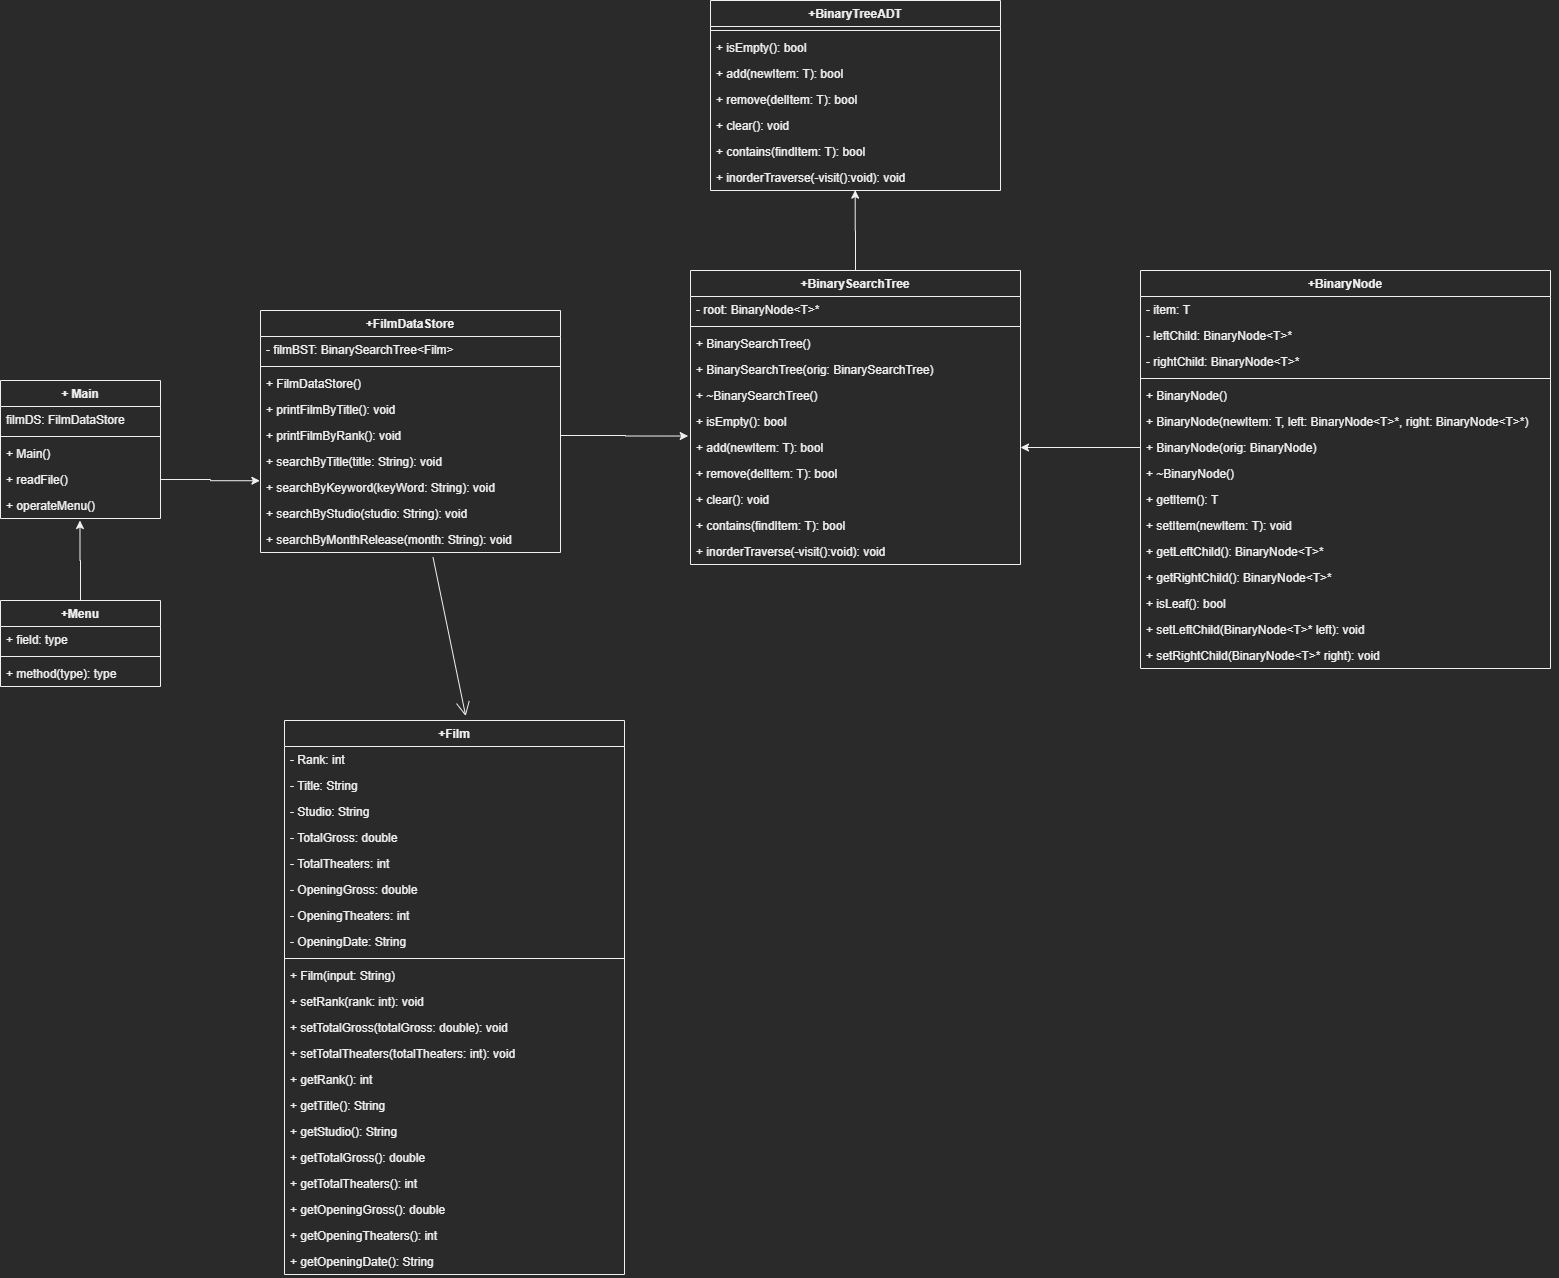 +BinaryTreeADT
+ isEmpty(): bool
+ add(newItem: T): bool
+ remove(delItem: T): bool
+ clear(): void
+ contains(findItem: T): bool
+ inorderTraverse(-visit():void): void
+BinarySearchTree
- root: BinaryNode<T>*
+ BinarySearchTree()
+ BinarySearchTree(orig: BinarySearchTree)
+ ~BinarySearchTree()
+ isEmpty(): bool
+ add(newItem: T): bool
+ remove(delItem: T): bool
+ clear(): void
+ contains(findItem: T): bool
+ inorderTraverse(-visit():void): void
+BinaryNode
- item: T
- leftChild: BinaryNode<T>*
- rightChild: BinaryNode<T>*
+ BinaryNode()
+ BinaryNode(newItem: T, left: BinaryNode<T>*, right: BinaryNode<T>*)
+ BinaryNode(orig: BinaryNode)
+ ~BinaryNode()
+ getItem(): T
+ setItem(newItem: T): void
+ getLeftChild(): BinaryNode<T>*
+ getRightChild(): BinaryNode<T>*
+ isLeaf(): bool
+ setLeftChild(BinaryNode<T>* left): void
+ setRightChild(BinaryNode<T>* right): void
+FilmDataStore
- filmBST: BinarySearchTree<Film>
+ FilmDataStore()
+ printFilmByTitle(): void
+ printFilmByRank(): void
+ searchByTitle(title: String): void
+ searchByKeyword(keyWord: String): void
+ searchByStudio(studio: String): void
+ searchByMonthRelease(month: String): void
+ Main
filmDS: FilmDataStore
+ Main()
+ readFile()
+ operateMenu()
+Menu
+ field: type
+ method(type): type
+Film
- Rank: int
- Title: String
- Studio: String
- TotalGross: double
- TotalTheaters: int
- OpeningGross: double
- OpeningTheaters: int
- OpeningDate: String
+ Film(input: String)
+ setRank(rank: int): void
+ setTotalGross(totalGross: double): void
+ setTotalTheaters(totalTheaters: int): void
+ getRank(): int
+ getTitle(): String
+ getStudio(): String
+ getTotalGross(): double
+ getTotalTheaters(): int
+ getOpeningGross(): double
+ getOpeningTheaters(): int
+ getOpeningDate(): String